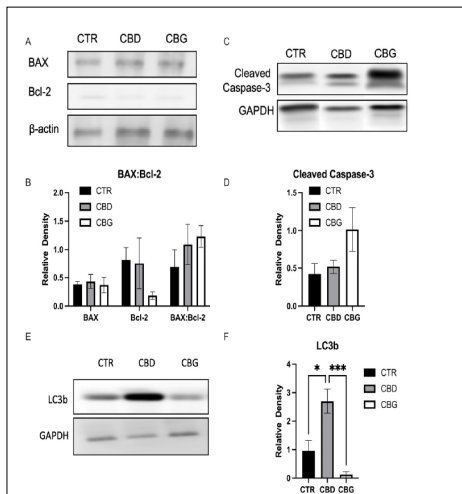 A
CTR CBD CBG
BAX
Bcl-2
β-actin
C
CTR CBD CBG
Cleaved
Caspase-3
GAPDH
B
BAX:Bcl-2
Relative Density
2.0
1.5
1.0
0.5
0.0
CTR
CBD
CBG
BAX Bcl-2 BAX:Bcl-2
D
Cleaved Caspase-3
Relative Density
1.5
1.0
0.5
0.0
CTR
CBD
CBG
CTR CBD CBG
E
CTR CBD CBG
LC3b
GAPDH
F
LC3b
Relative Density
4
3
2
1
0
* ***
CTR
CBD
CBG
CTR CBD CBG